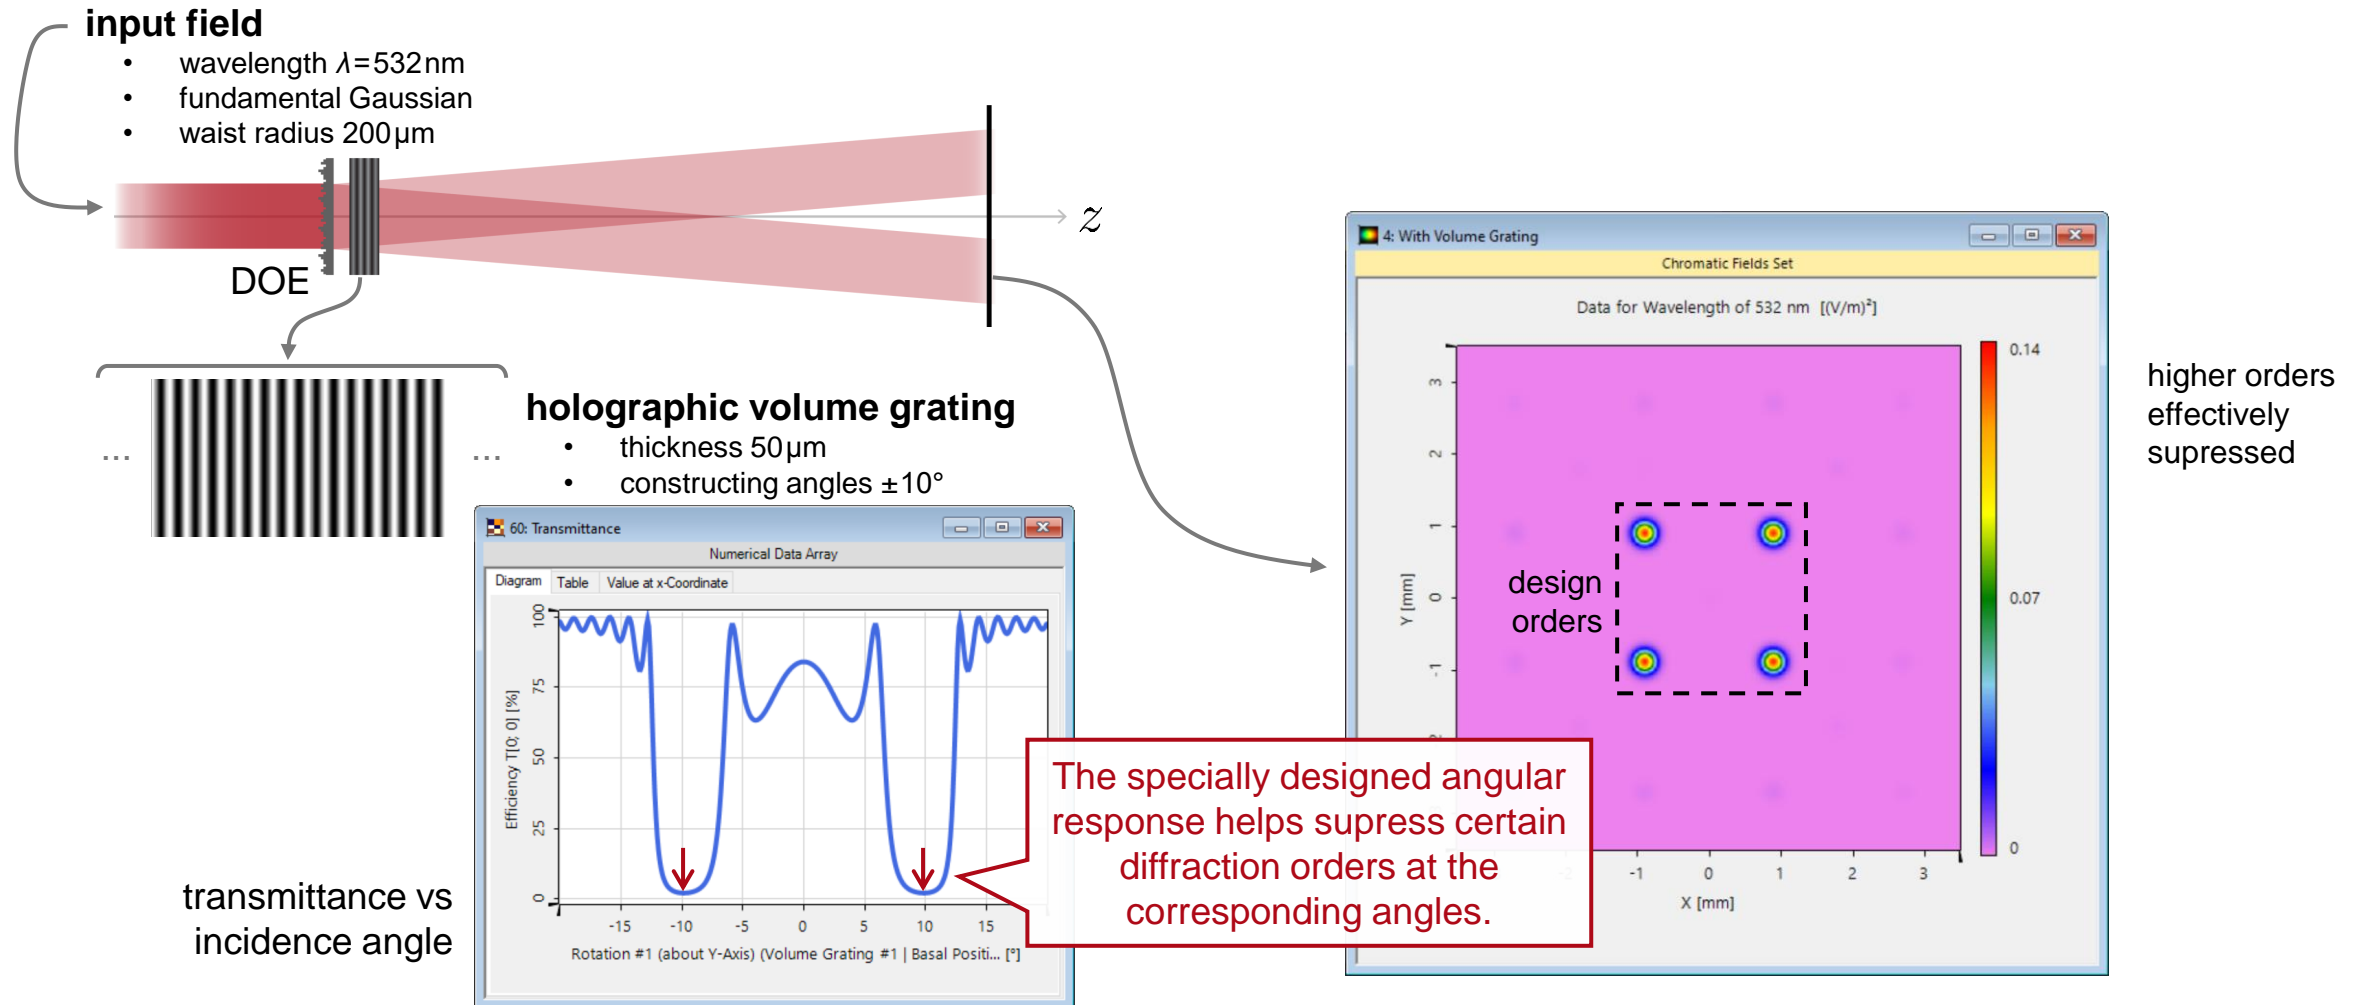 input field
• wavelength λ=532nm
• fundamental Gaussian
• waist radius 200µm
DOE
z
...
...
holographic volume grating
• thickness 50µm
• constructing angles ±10°
60: Transmittance
Numerical Data Array
Diagram Table Value at x-Coordinate
Efficiency T[0; 0] [%]
100
75
50
25
0
-15 -10 -5 0 5 10 15
Rotation #1 (about Y-Axis) (Volume Grating #1 | Basal Positi... [°]
transmittance vs
incidence angle
The specially designed angular
response helps supress certain
diffraction orders at the
corresponding angles.
4: With Volume Grating
Chromatic Fields Set
Data for Wavelength of 532 nm [(V/m)²]
Y [mm]
3
2
1
0
-1
-2
-2 -1 0 1 2 3
X [mm]
0.14
0.07
0
design
orders
higher orders
effectively
supressed